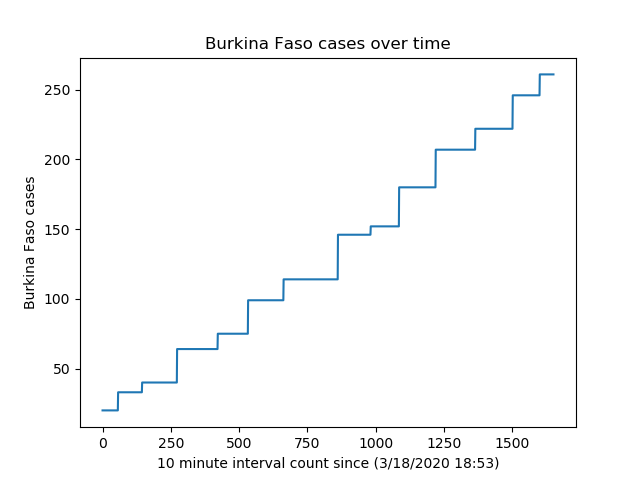 Burkina Faso cases over time
250
200
150
100
50
Burkina Faso cases
0 250 500 750 1000 1250 1500
10 minute interval count since (3/18/2020 18:53)